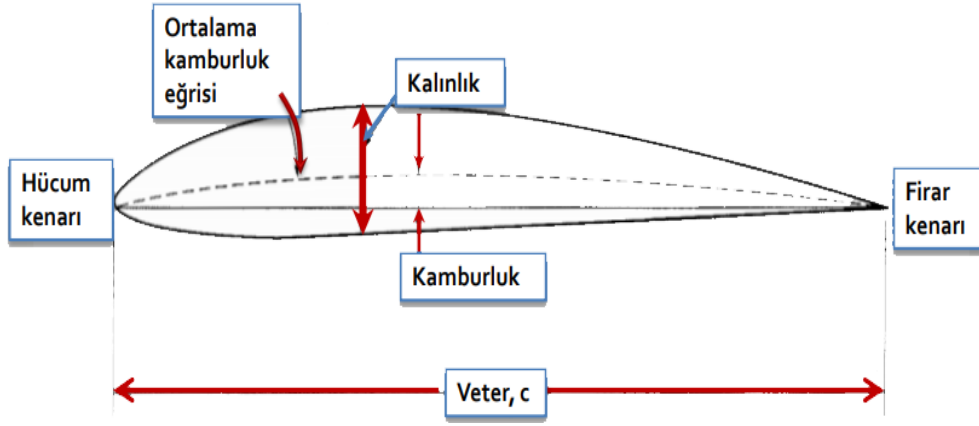 Ortalama
kamburluk
eğrisi
Kalınlık
Hücum
kenarı
Firar
kenarı
Kamburluk
Veter, c